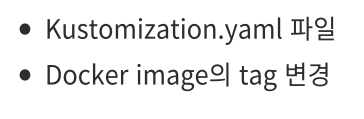 • Kustomization.yaml 파일
• Docker image의 tag 변경